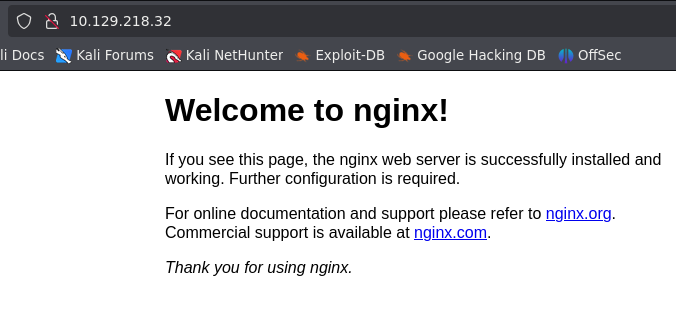 10.129.218.32
li Docs Kali Forums Kali NetHunter Exploit-DB Google Hacking DB OffSec
Welcome to nginx!
If you see this page, the nginx web server is successfully installed and
working. Further configuration is required.
For online documentation and support please refer to nginx.org.
Commercial support is available at nginx.com.
Thank you for using nginx.